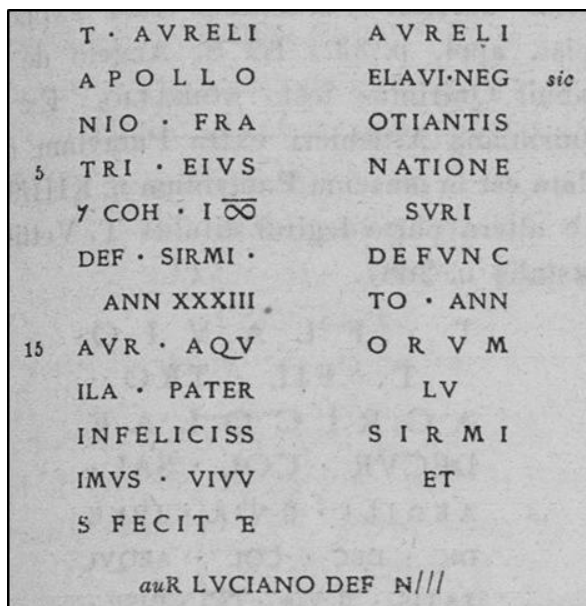 T · AVRELI
APOLLO
NIO · FRA
5 TRI · EIVS
7 COH · I ∞̅
DEF · SIRMI ·
ANN XXXIII
15 AVR · AQV
ILA · PATER
INFELICISS
IMVS · VIVV
S FECIT E
AVRELI
ELAVI·NEG sic
OTIANTIS
NATIONE
SVRI
DEFVNC
TO · ANN
ORVM
LV
SIRMI
ET
auR LVCIANO DEF N///